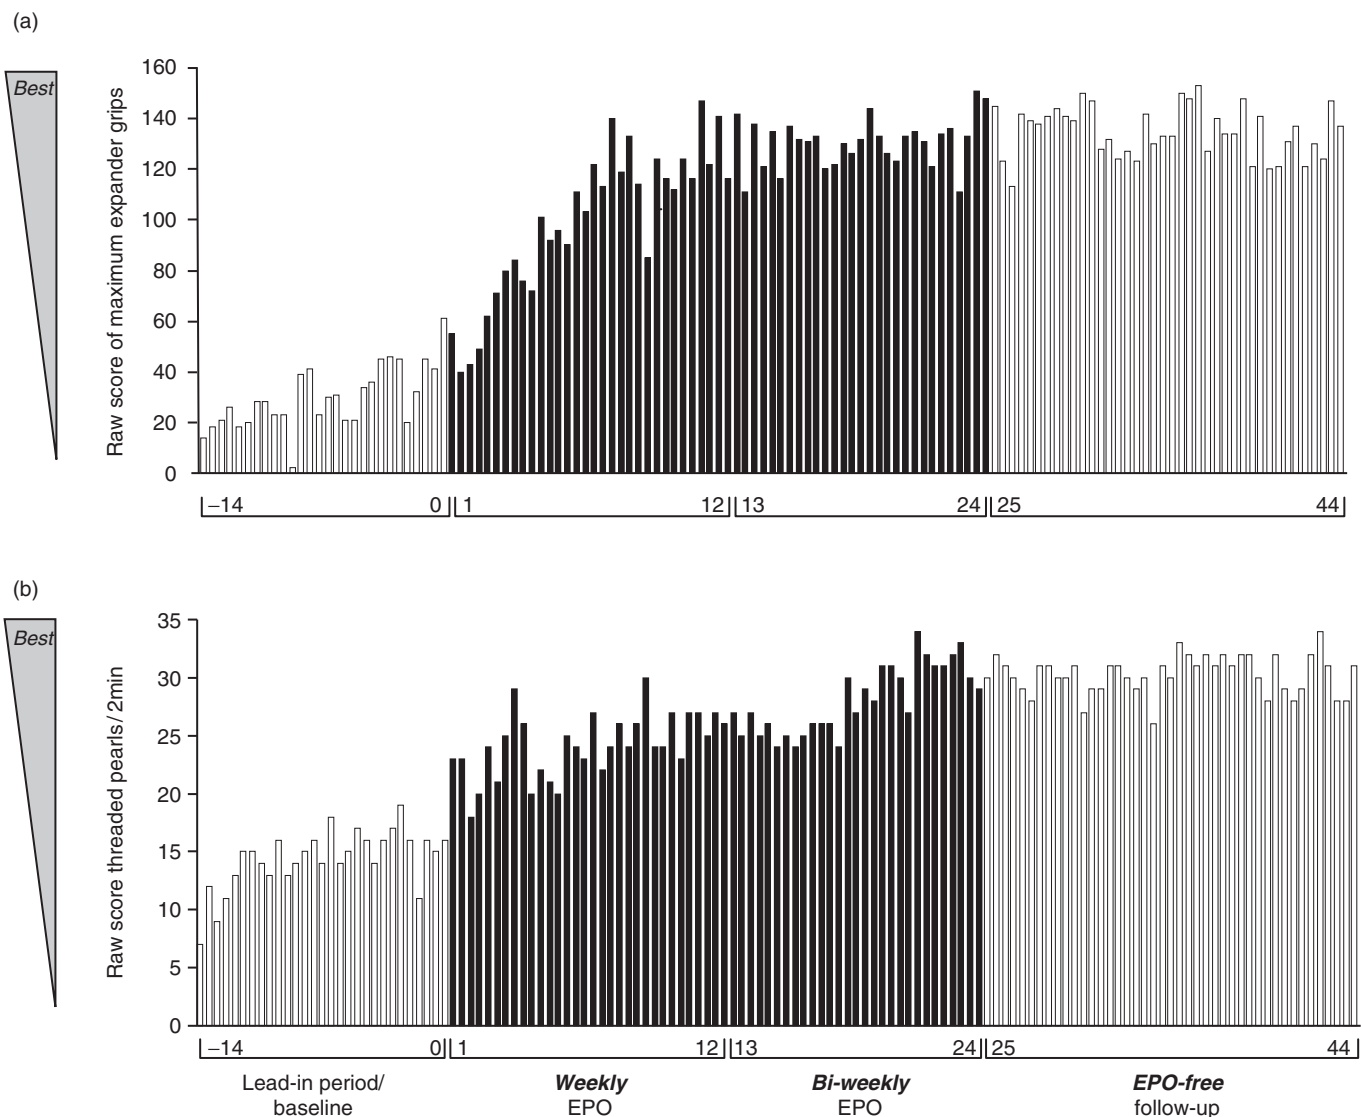 (a)
Best
Raw score of maximum expander grips
160
140
120
100
80
60
40
20
0
–14 0 1 12 13 24 25 44
(b)
Best
Raw score threaded pearls/2min
35
30
25
20
15
10
5
0
–14 0 1 12 13 24 25 44
Lead-in period/ Weekly Bi-weekly EPO-free
baseline EPO EPO follow-up